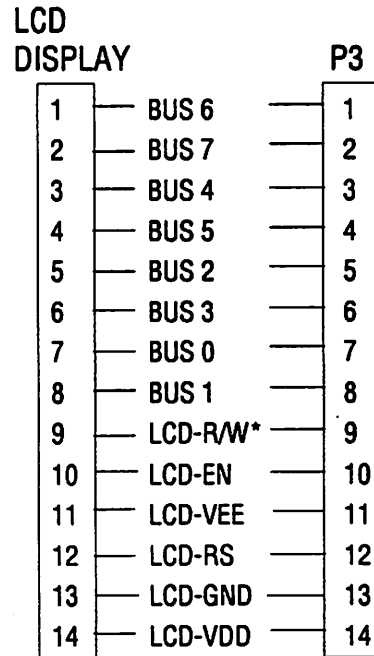 LCD
DISPLAY P3
1 BUS 6 1
2 BUS 7 2
3 BUS 4 3
4 BUS 5 4
5 BUS 2 5
6 BUS 3 6
7 BUS 0 7
8 BUS 1 8
9 LCD-R/W* 9
10 LCD-EN 10
11 LCD-VEE 11
12 LCD-RS 12
13 LCD-GND 13
14 LCD-VDD 14